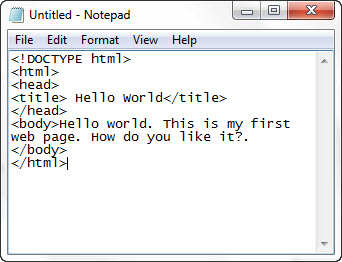 Untitled - Notepad
File Edit Format View Help
<!DOCTYPE html>
<html>
<head>
<title> Hello World</title>
</head>
<body>Hello world. This is my first
web page. How do you like it?.
</body>
</html>